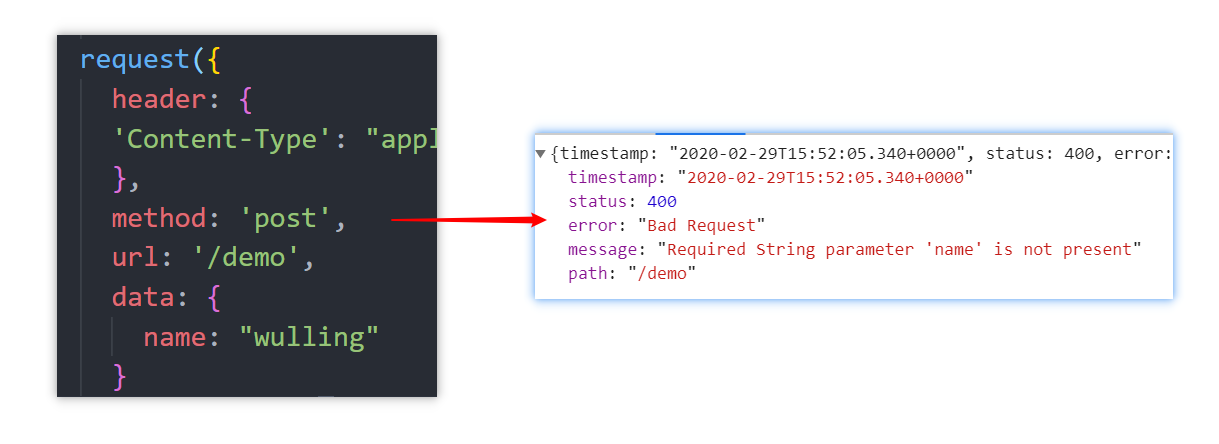 request({
header: {
'Content-Type': "appl
},
method: 'post',
url: '/demo',
data: {
name: "wulling"
}
{timestamp: "2020-02-29T15:52:05.340+0000", status: 400, error:
timestamp: "2020-02-29T15:52:05.340+0000"
status: 400
error: "Bad Request"
message: "Required String parameter 'name' is not present"
path: "/demo"